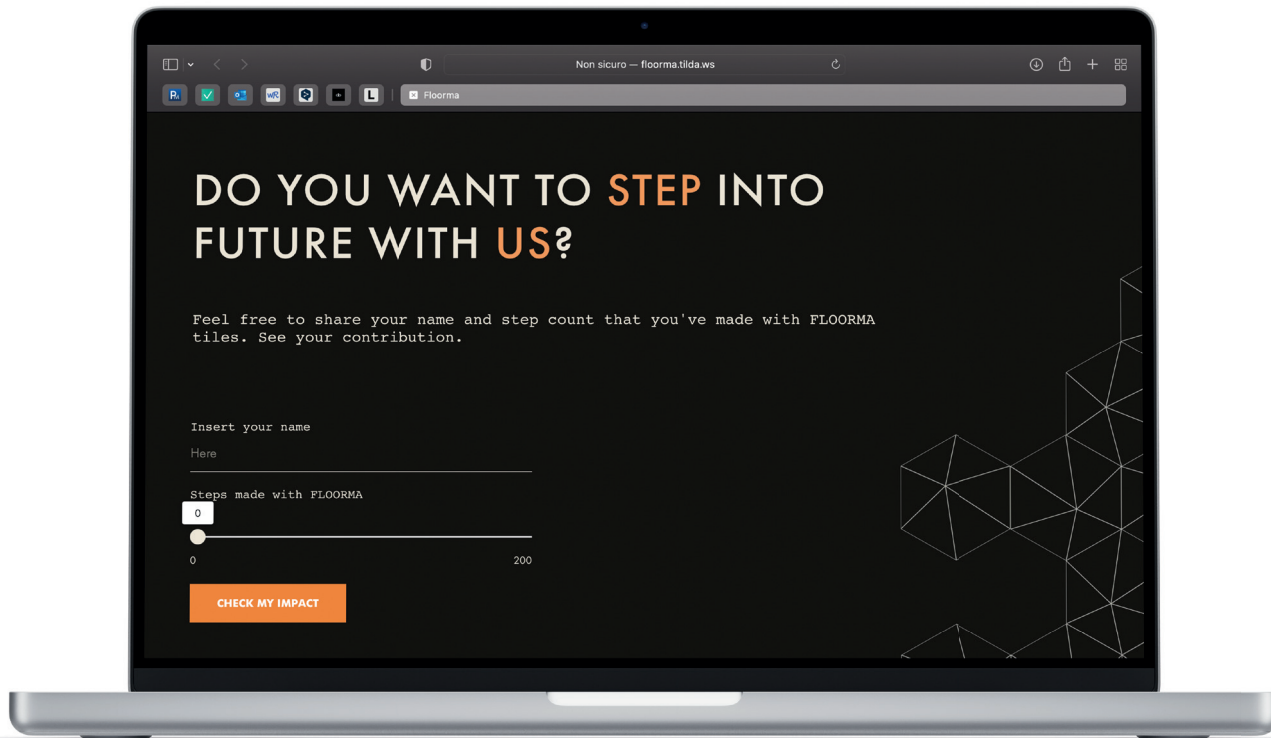 Non sicuro — floorma.tilda.ws
wR
L
Floorma
DO YOU WANT TO STEP INTO
FUTURE WITH US?
Feel free to share your name and step count that you've made with FLOORMA
tiles. See your contribution.
Insert your name
Here
Steps made with FLOORMA
0
0
200
CHECK MY IMPACT